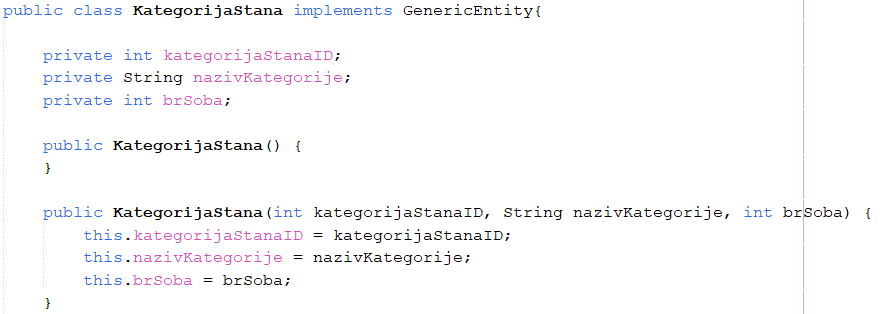 public class KategorijaStana implements GenericEntity{
private int kategorijaStanaID;
private String nazivKategorije;
private int brSoba;
public KategorijaStana() {
}
public KategorijaStana(int kategorijaStanaID, String nazivKategorije, int brSoba) {
this.kategorijaStanaID = kategorijaStanaID;
this.nazivKategorije = nazivKategorije;
this.brSoba = brSoba;
}